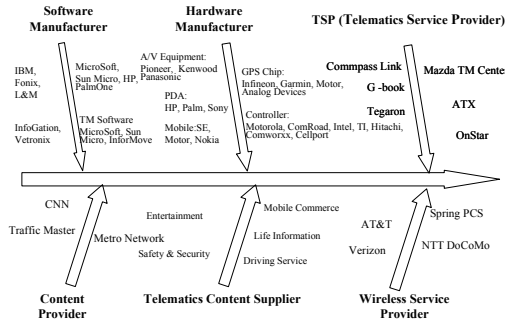 Software
Manufacturer
Hardware
Manufacturer
TSP (Telematics Service Provider)
IBM,
Fonix,
L&M
MicroSoft,
Sun Micro, HP,
PalmOne
InfoGation,
Vetronix
TM Software
MicroSoft, Sun
Micro, InforMove
A/V Equipment:
Pioneer, Kenwood
Panasonic
PDA:
HP, Palm, Sony
Mobile:SE,
Motor, Nokia
GPS Chip:
Infineon, Garmin, Motor,
Analog Devices
Controller:
Motorola, ComRoad, Intel, TI, Hitachi,
Comworxx, Cellport
Commpass Link
G -book
Tegaron
Mazda TM Center
ATX
OnStar
CNN
Traffic Master
Metro Network
Entertainment
Safety & Security
Mobile Commerce
Life Information
Driving Service
AT&T
Verizon
Spring PCS
NTT DoCoMo
Content
Provider
Telematics Content Supplier
Wireless Service
Provider